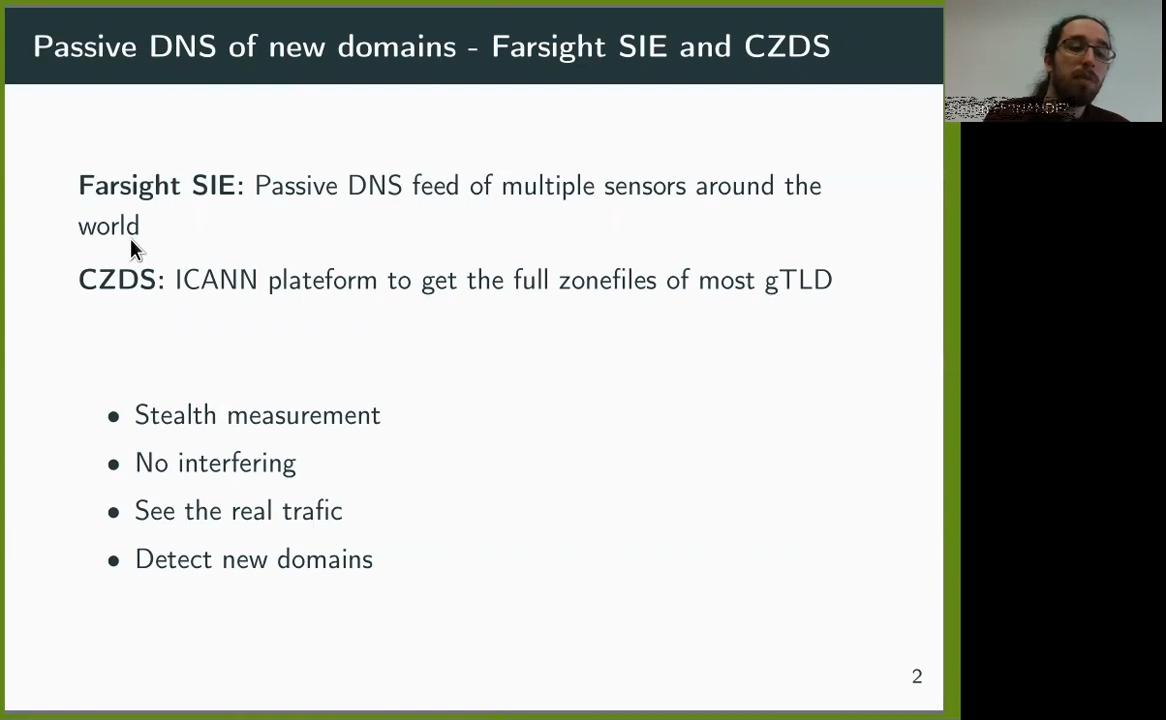 Passive DNS of new domains - Farsight SIE and CZDS
Farsight SIE: Passive DNS feed of multiple sensors around the
world
CZDS: ICANN plateform to get the full zonefiles of most gTLD
• Stealth measurement
• No interfering
• See the real trafic
• Detect new domains
2